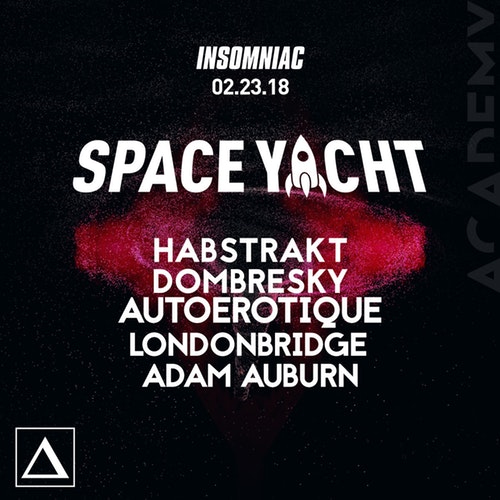 INSOMNIAC
02.23.18
SPACE YACHT
HABSTRAKT
DOMBRESKY
AUTOEROTIQUE
LONDONBRIDGE
ADAM AUBURN
ACADEMY